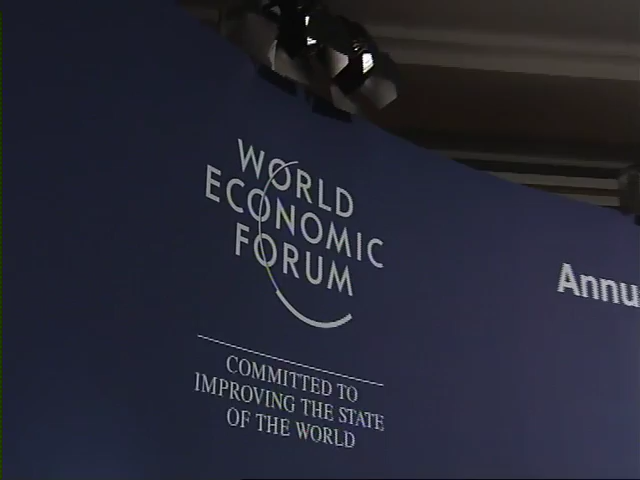 WORLD
ECONOMIC
FORUM
COMMITTED TO
IMPROVING THE STATE
OF THE WORLD
Annu